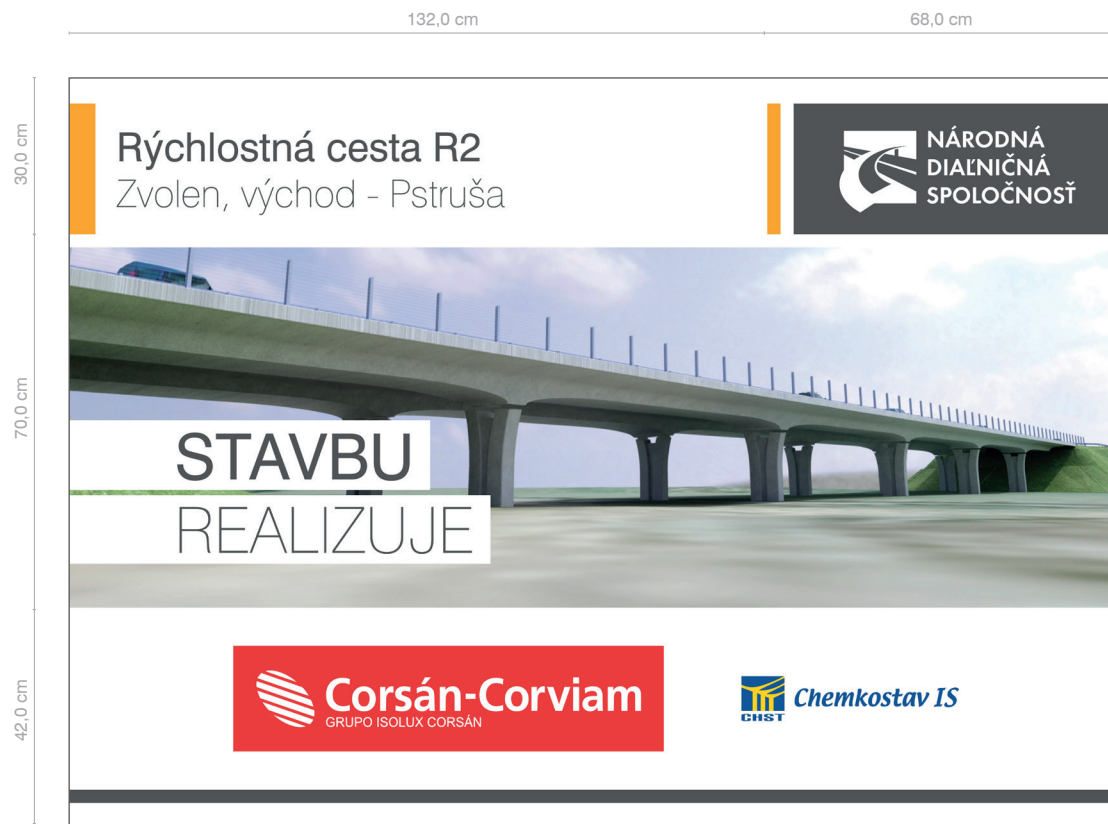 132,0 cm
68,0 cm
30,0 cm
Rýchlostná cesta R2
Zvolen, východ - Pstruša
NÁRODNÁ
DIAĽNIČNÁ
SPOLOČNOSŤ
70,0 cm
STAVBU
REALIZUJE
42,0 cm
Corsán-Corviam
GRUPO ISOLUX CORSÁN
CHST
Chemkostav IS